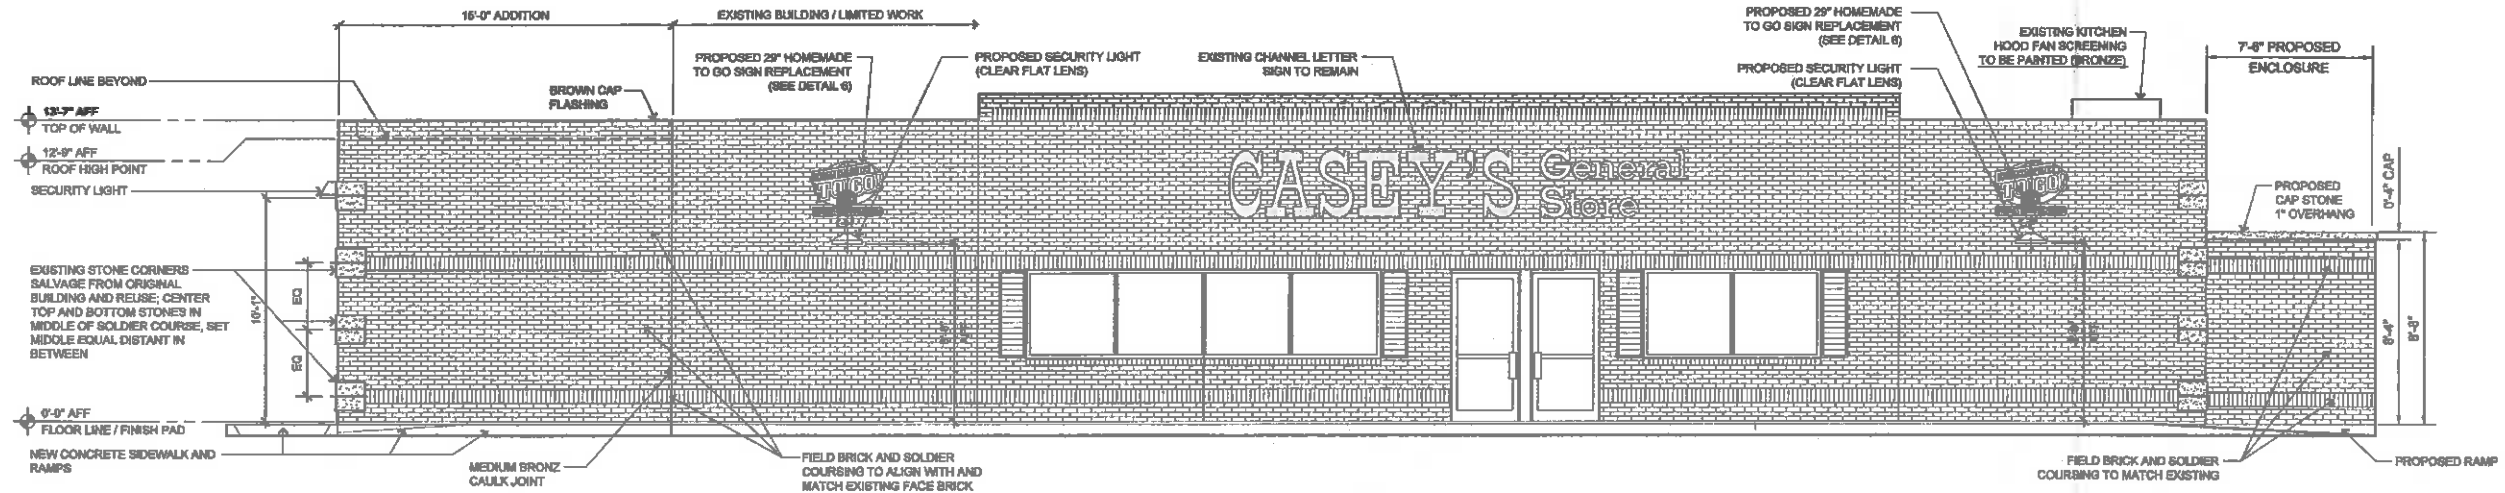 15'-0" ADDITION
EXISTING BUILDING / LIMITED WORK
ROOF LINE BEYOND
13'-7" AFF
TOP OF WALL
12'-9" AFF
ROOF HIGH POINT
SECURITY LIGHT
EXISTING STONE CORNERS
SALVAGE FROM ORIGINAL
BUILDING AND REUSE; CENTER
TOP AND BOTTOM STONES IN
MIDDLE OF SOLDIER COURSE, SET
MIDDLE EQUAL DISTANT IN
BETWEEN
10'-1"
EQ
EQ
0'-0" AFF
FLOOR LINE / FINISH PAD
NEW CONCRETE SIDEWALK AND
RAMPS
BROWN CAP
FLASHING
PROPOSED 29" HOMEMADE
TO GO SIGN REPLACEMENT
(SEE DETAIL 6)
PROPOSED SECURITY LIGHT
(CLEAR FLAT LENS)
TO GO!
MEDIUM BRONZ
CAULK JOINT
FIELD BRICK AND SOLDIER
COURSING TO ALIGN WITH AND
MATCH EXISTING FACE BRICK
EXISTING CHANNEL LETTER
SIGN TO REMAIN
CASEY'S General
Store
PROPOSED 29" HOMEMADE
TO GO SIGN REPLACEMENT
(SEE DETAIL 6)
PROPOSED SECURITY LIGHT
(CLEAR FLAT LENS)
TO GO!
EXISTING KITCHEN
HOOD FAN SCREENING
TO BE PAINTED (BRONZE)
7'-6" PROPOSED
ENCLOSURE
0'-4" CAP
PROPOSED
CAP STONE
1" OVERHANG
8'-4"
8'-8"
FIELD BRICK AND SOLDIER
COURSING TO MATCH EXISTING
PROPOSED RAMP